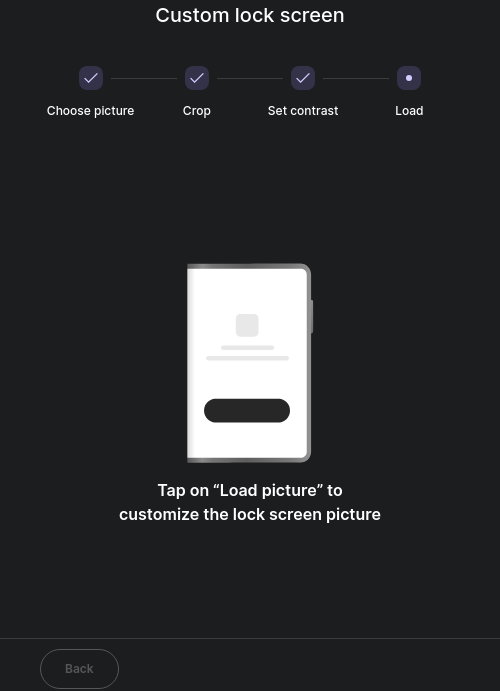 Custom lock screen
Choose picture
Crop
Set contrast
Load
Tap on “Load picture” to
customize the lock screen picture
Back